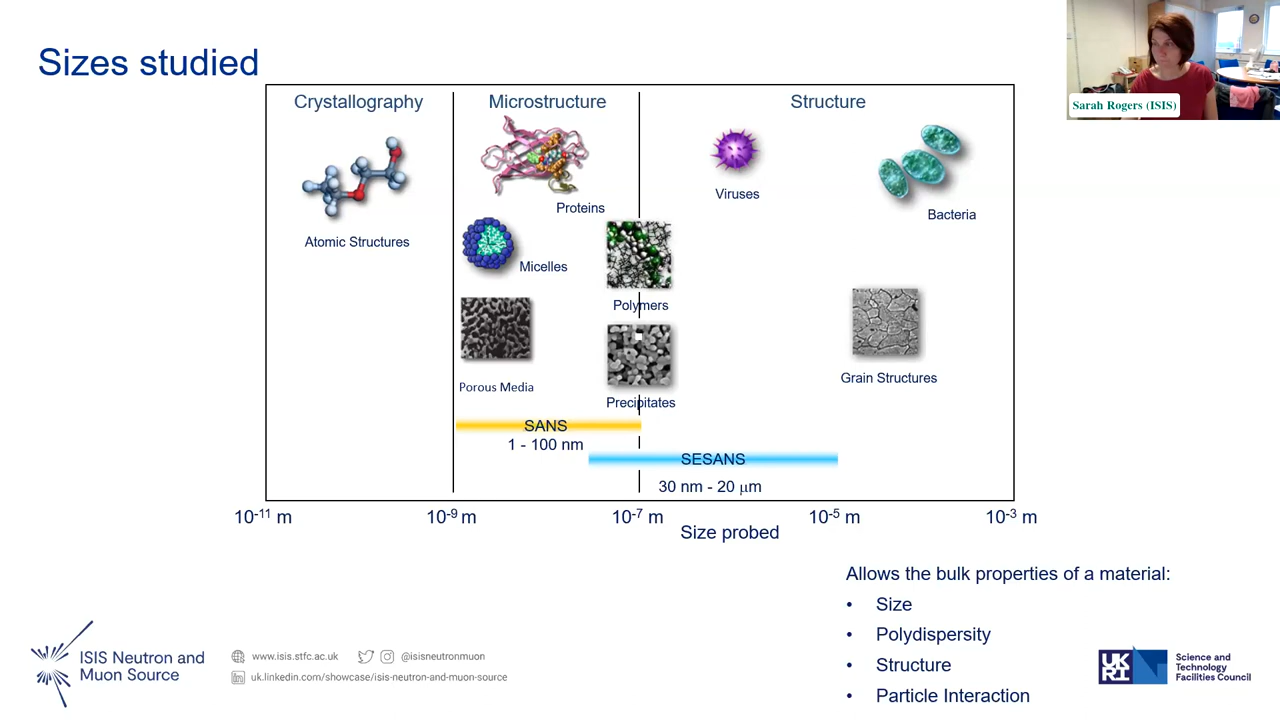 Sizes studied
Sarah Rogers (ISIS)
Crystallography
Microstructure
Structure
Atomic Structures
Proteins
Micelles
Porous Media
Polymers
Precipitates
Viruses
Bacteria
Grain Structures
SANS
1 - 100 nm
SESANS
30 nm - 20 μm
10⁻¹¹ m
10⁻⁹ m
10⁻⁷ m
10⁻⁵ m
10⁻³ m
Size probed
Allows the bulk properties of a material:
• Size
• Polydispersity
• Structure
• Particle Interaction
ISIS Neutron and
Muon Source
www.isis.stfc.ac.uk
@isisneutronmuon
uk.linkedin.com/showcase/isis-neutron-and-muon-source
UKRI
Science and
Technology
Facilities Council